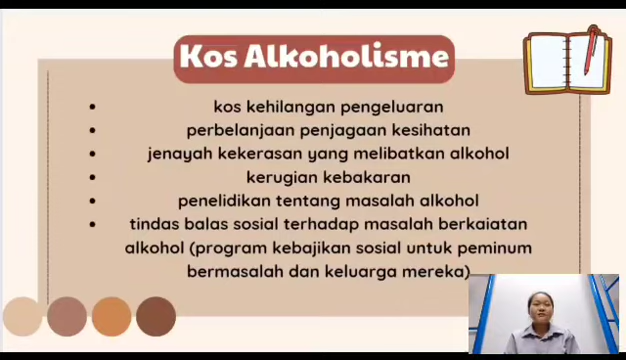 Kos Alkoholisme
• kos kehilangan pengeluaran
• perbelanjaan penjagaan kesihatan
• jenayah kekerasan yang melibatkan alkohol
• kerugian kebakaran
• penelidikan tentang masalah alkohol
• tindas balas sosial terhadap masalah berkaiatan
alkohol (program kebajikan sosial untuk peminum
bermasalah dan keluarga mereka)